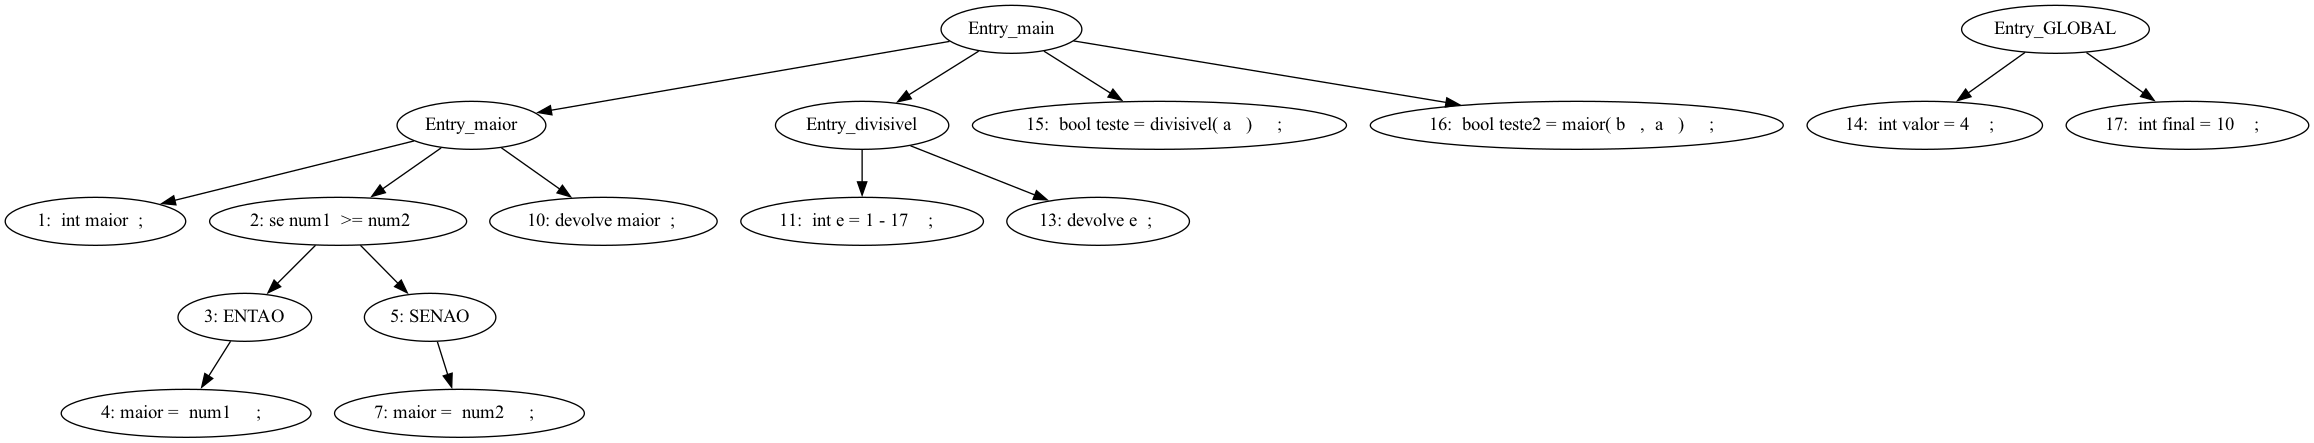 Entry_main
Entry_GLOBAL
Entry_maior
Entry_divisivel
15:  bool teste = divisivel( a   )     ;
16:  bool teste2 = maior( b   ,  a   )     ;
14:  int valor = 4    ;
17:  int final = 10    ;
1:  int maior  ;
2: se num1  >= num2
10: devolve maior  ;
11:  int e = 1 - 17    ;
13: devolve e  ;
3: ENTAO
5: SENAO
4: maior =  num1     ;
7: maior =  num2     ;